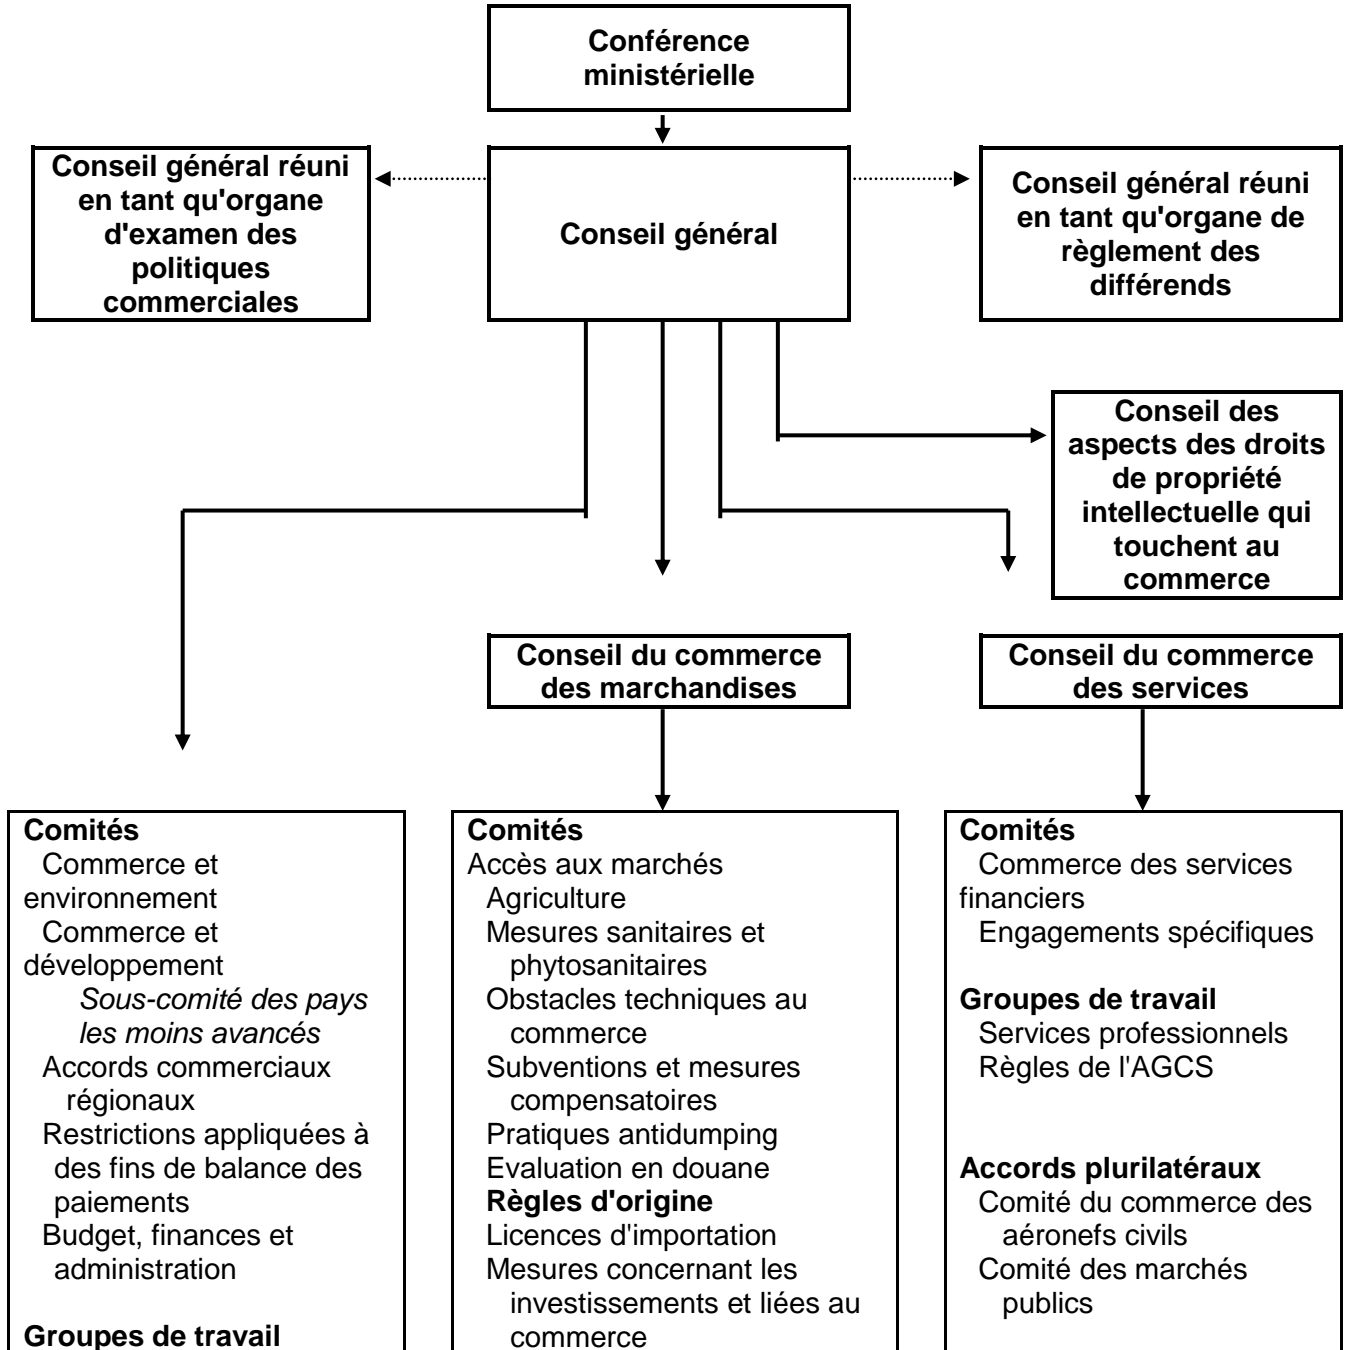 Conférence
ministérielle
Conseil général réuni
en tant qu'organe
d'examen des
politiques
commerciales
Conseil général
Conseil général réuni
en tant qu'organe de
règlement des
différends
Conseil des
aspects des droits
de propriété
intellectuelle qui
touchent au
commerce
Conseil du commerce
des marchandises
Conseil du commerce
des services
Comités
Commerce et
environnement
Commerce et
développement
Sous-comité des pays
les moins avancés
Accords commerciaux
régionaux
Restrictions appliquées à
des fins de balance des
paiements
Budget, finances et
administration
Groupes de travail
Comités
Accès aux marchés
Agriculture
Mesures sanitaires et
phytosanitaires
Obstacles techniques au
commerce
Subventions et mesures
compensatoires
Pratiques antidumping
Evaluation en douane
Règles d'origine
Licences d'importation
Mesures concernant les
investissements et liées au
commerce
Comités
Commerce des services
financiers
Engagements spécifiques
Groupes de travail
Services professionnels
Règles de l'AGCS
Accords plurilatéraux
Comité du commerce des
aéronefs civils
Comité des marchés
publics